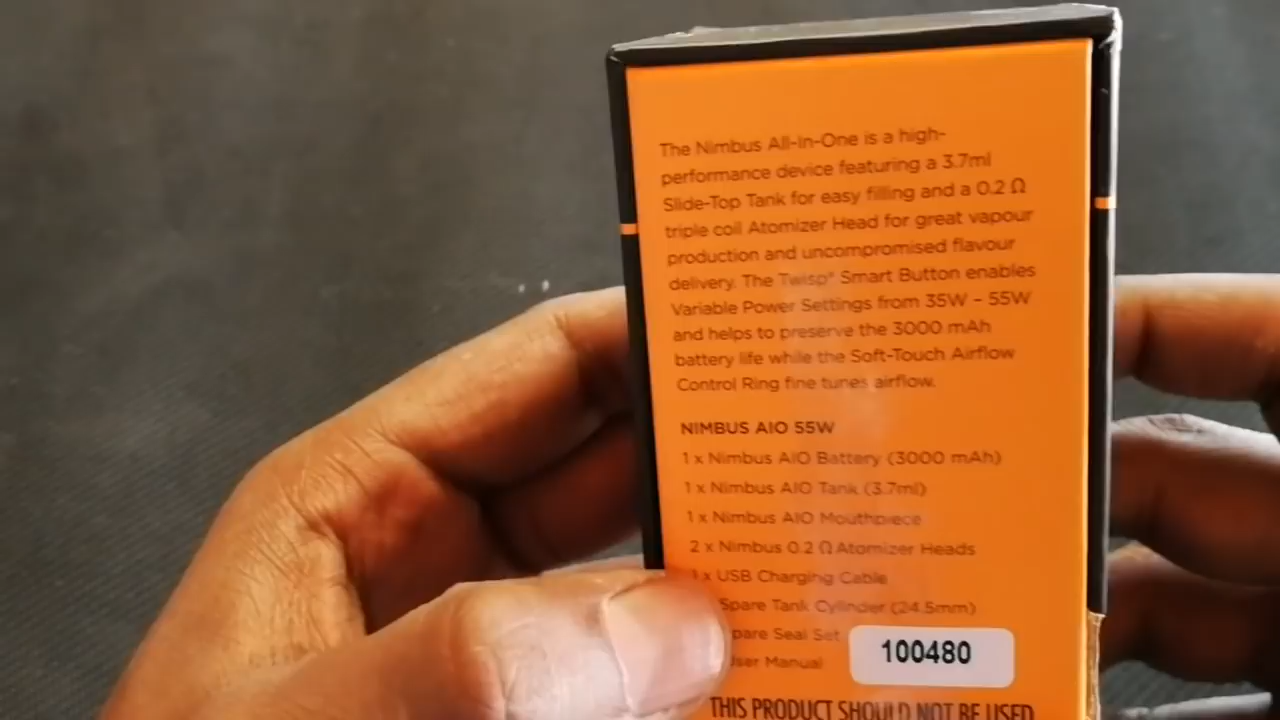 The Nimbus All-In-One is a high-
performance device featuring a 3.7ml
Slide-Top Tank for easy filling and a 0.2 Ω
triple coil Atomizer Head for great vapour
production and uncompromised flavour
delivery. The Twisp® Smart Button enables
Variable Power Settings from 35W – 55W
and helps to preserve the 3000 mAh
battery life while the Soft-Touch Airflow
Control Ring fine tunes airflow.
NIMBUS AIO 55W
1 x Nimbus AIO Battery (3000 mAh)
1 x Nimbus AIO Tank (3.7ml)
1 x Nimbus AIO Mouthpiece
2 x Nimbus 0.2 Ω Atomizer Heads
1 x USB Charging Cable
Spare Tank Cylinder (24.5mm)
pare Seal Set
User Manual
100480
THIS PRODUCT SHOULD NOT BE USED